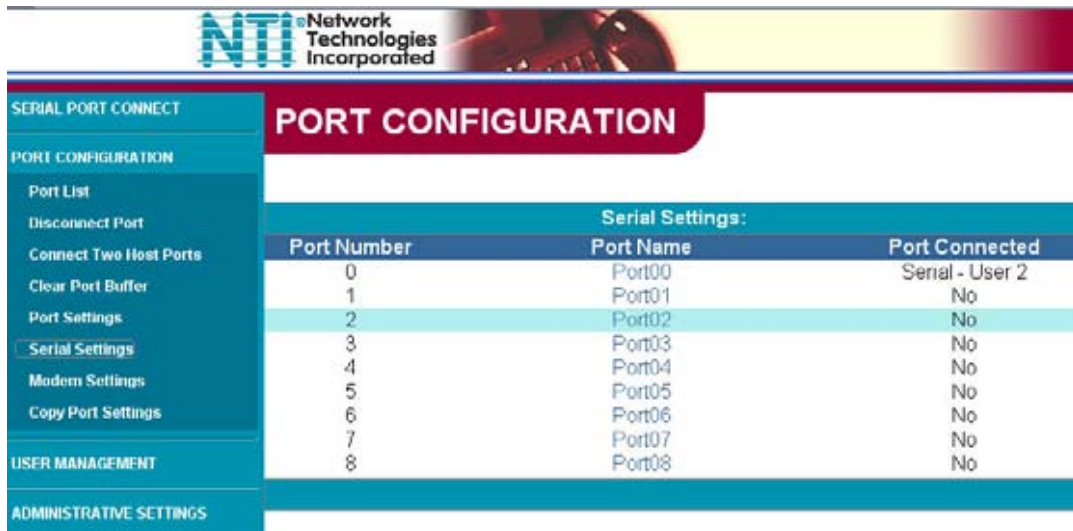 NTI® Network
Technologies
Incorporated
SERIAL PORT CONNECT
PORT CONFIGURATION
Port List
Disconnect Port
Connect Two Host Ports
Clear Port Buffer
Port Settings
Serial Settings
Modem Settings
Copy Port Settings
USER MANAGEMENT
ADMINISTRATIVE SETTINGS
PORT CONFIGURATION
Serial Settings:
Port Number Port Name Port Connected
0 Port00 Serial - User 2
1 Port01 No
2 Port02 No
3 Port03 No
4 Port04 No
5 Port05 No
6 Port06 No
7 Port07 No
8 Port08 No